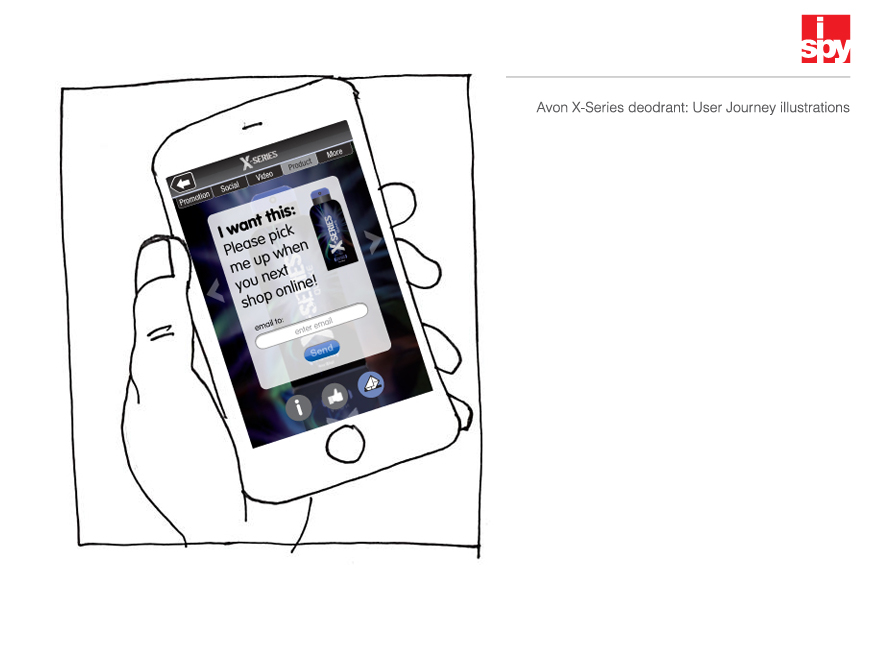 i
spy
Avon X-Series deodrant: User Journey illustrations
X-SERIES
Promotion Social Video Product More
I want this:
Please pick
me up when
you next
shop online!
X-SERIES
email to:
enter email
Send
i